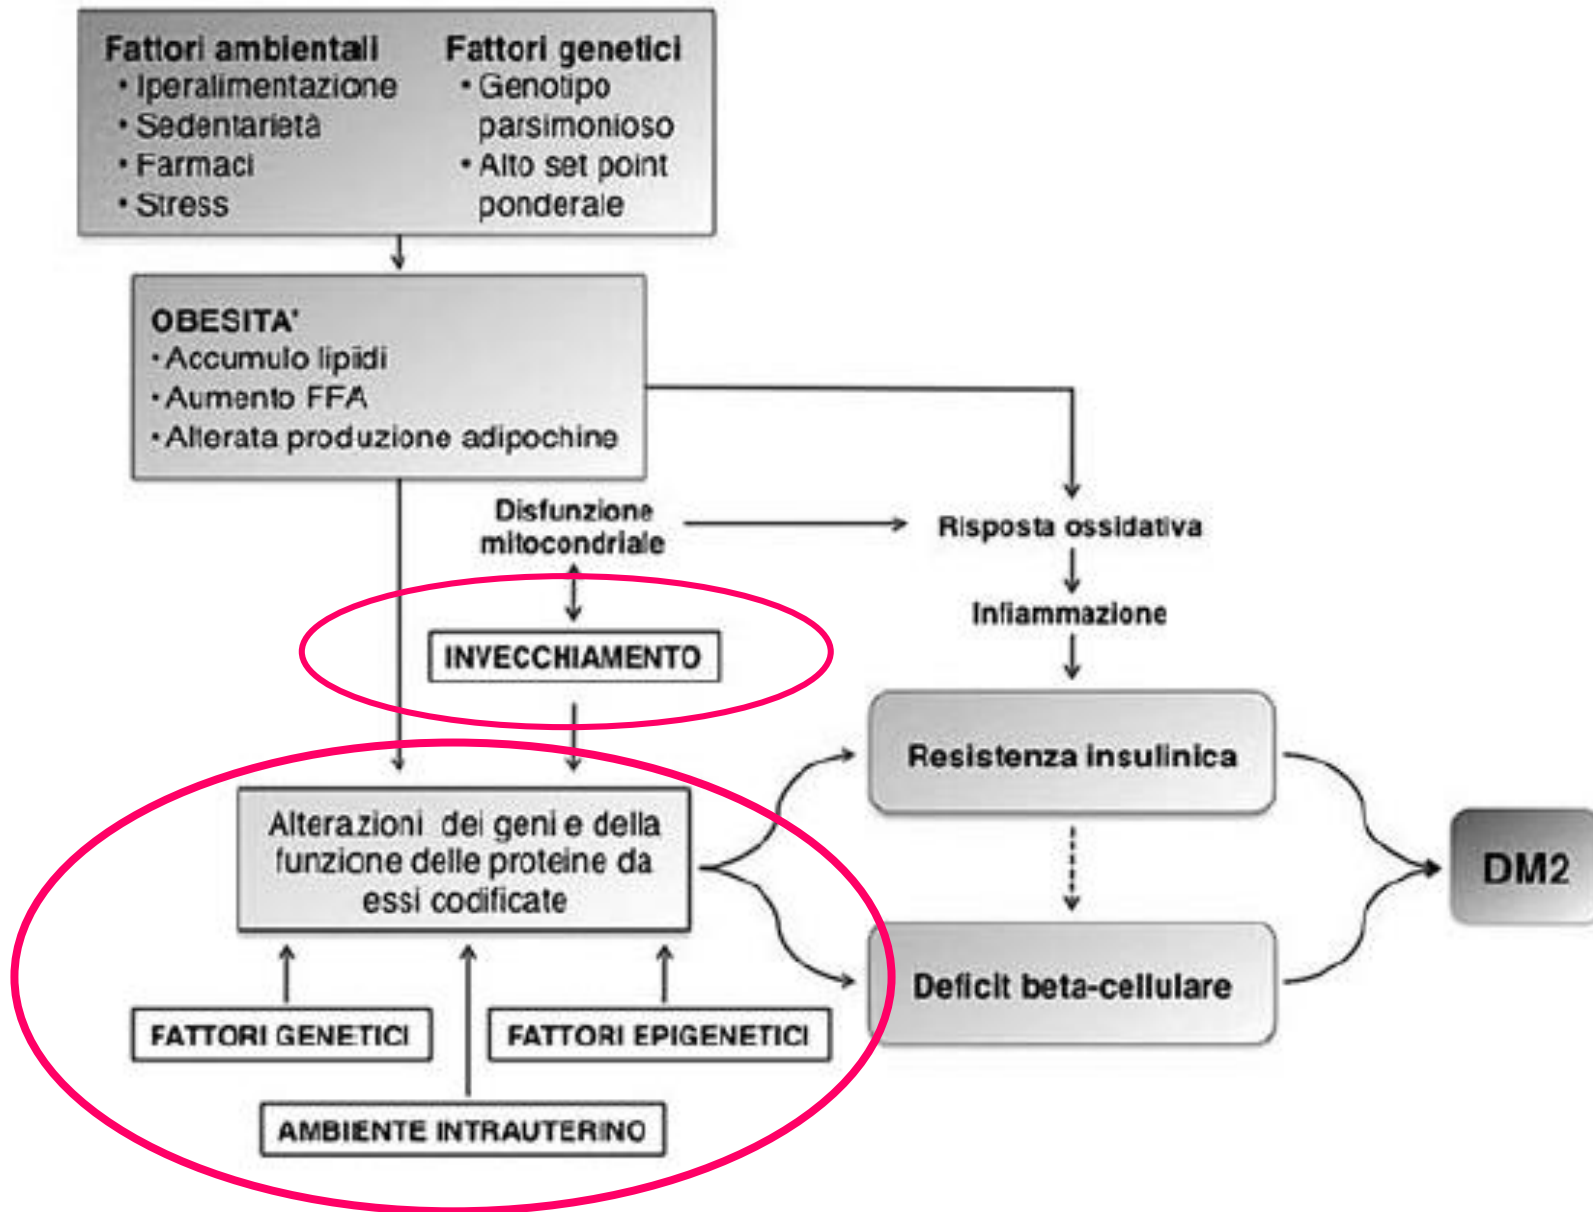 Fattori ambientali
• Iperalimentazione
• Sedentarietà
• Farmaci
• Stress
Fattori genetici
• Genotipo
parsimonioso
• Alto set point
ponderale
OBESITA'
• Accumulo lipidi
• Aumento FFA
• Alterata produzione adipochine
Disfunzione
mitocondriale
Risposta ossidativa
Infiammazione
INVECCHIAMENTO
Resistenza insulinica
Alterazioni dei geni e della
funzione delle proteine da
essi codificate
DM2
Deficit beta-cellulare
FATTORI GENETICI
FATTORI EPIGENETICI
AMBIENTE INTRAUTERINO